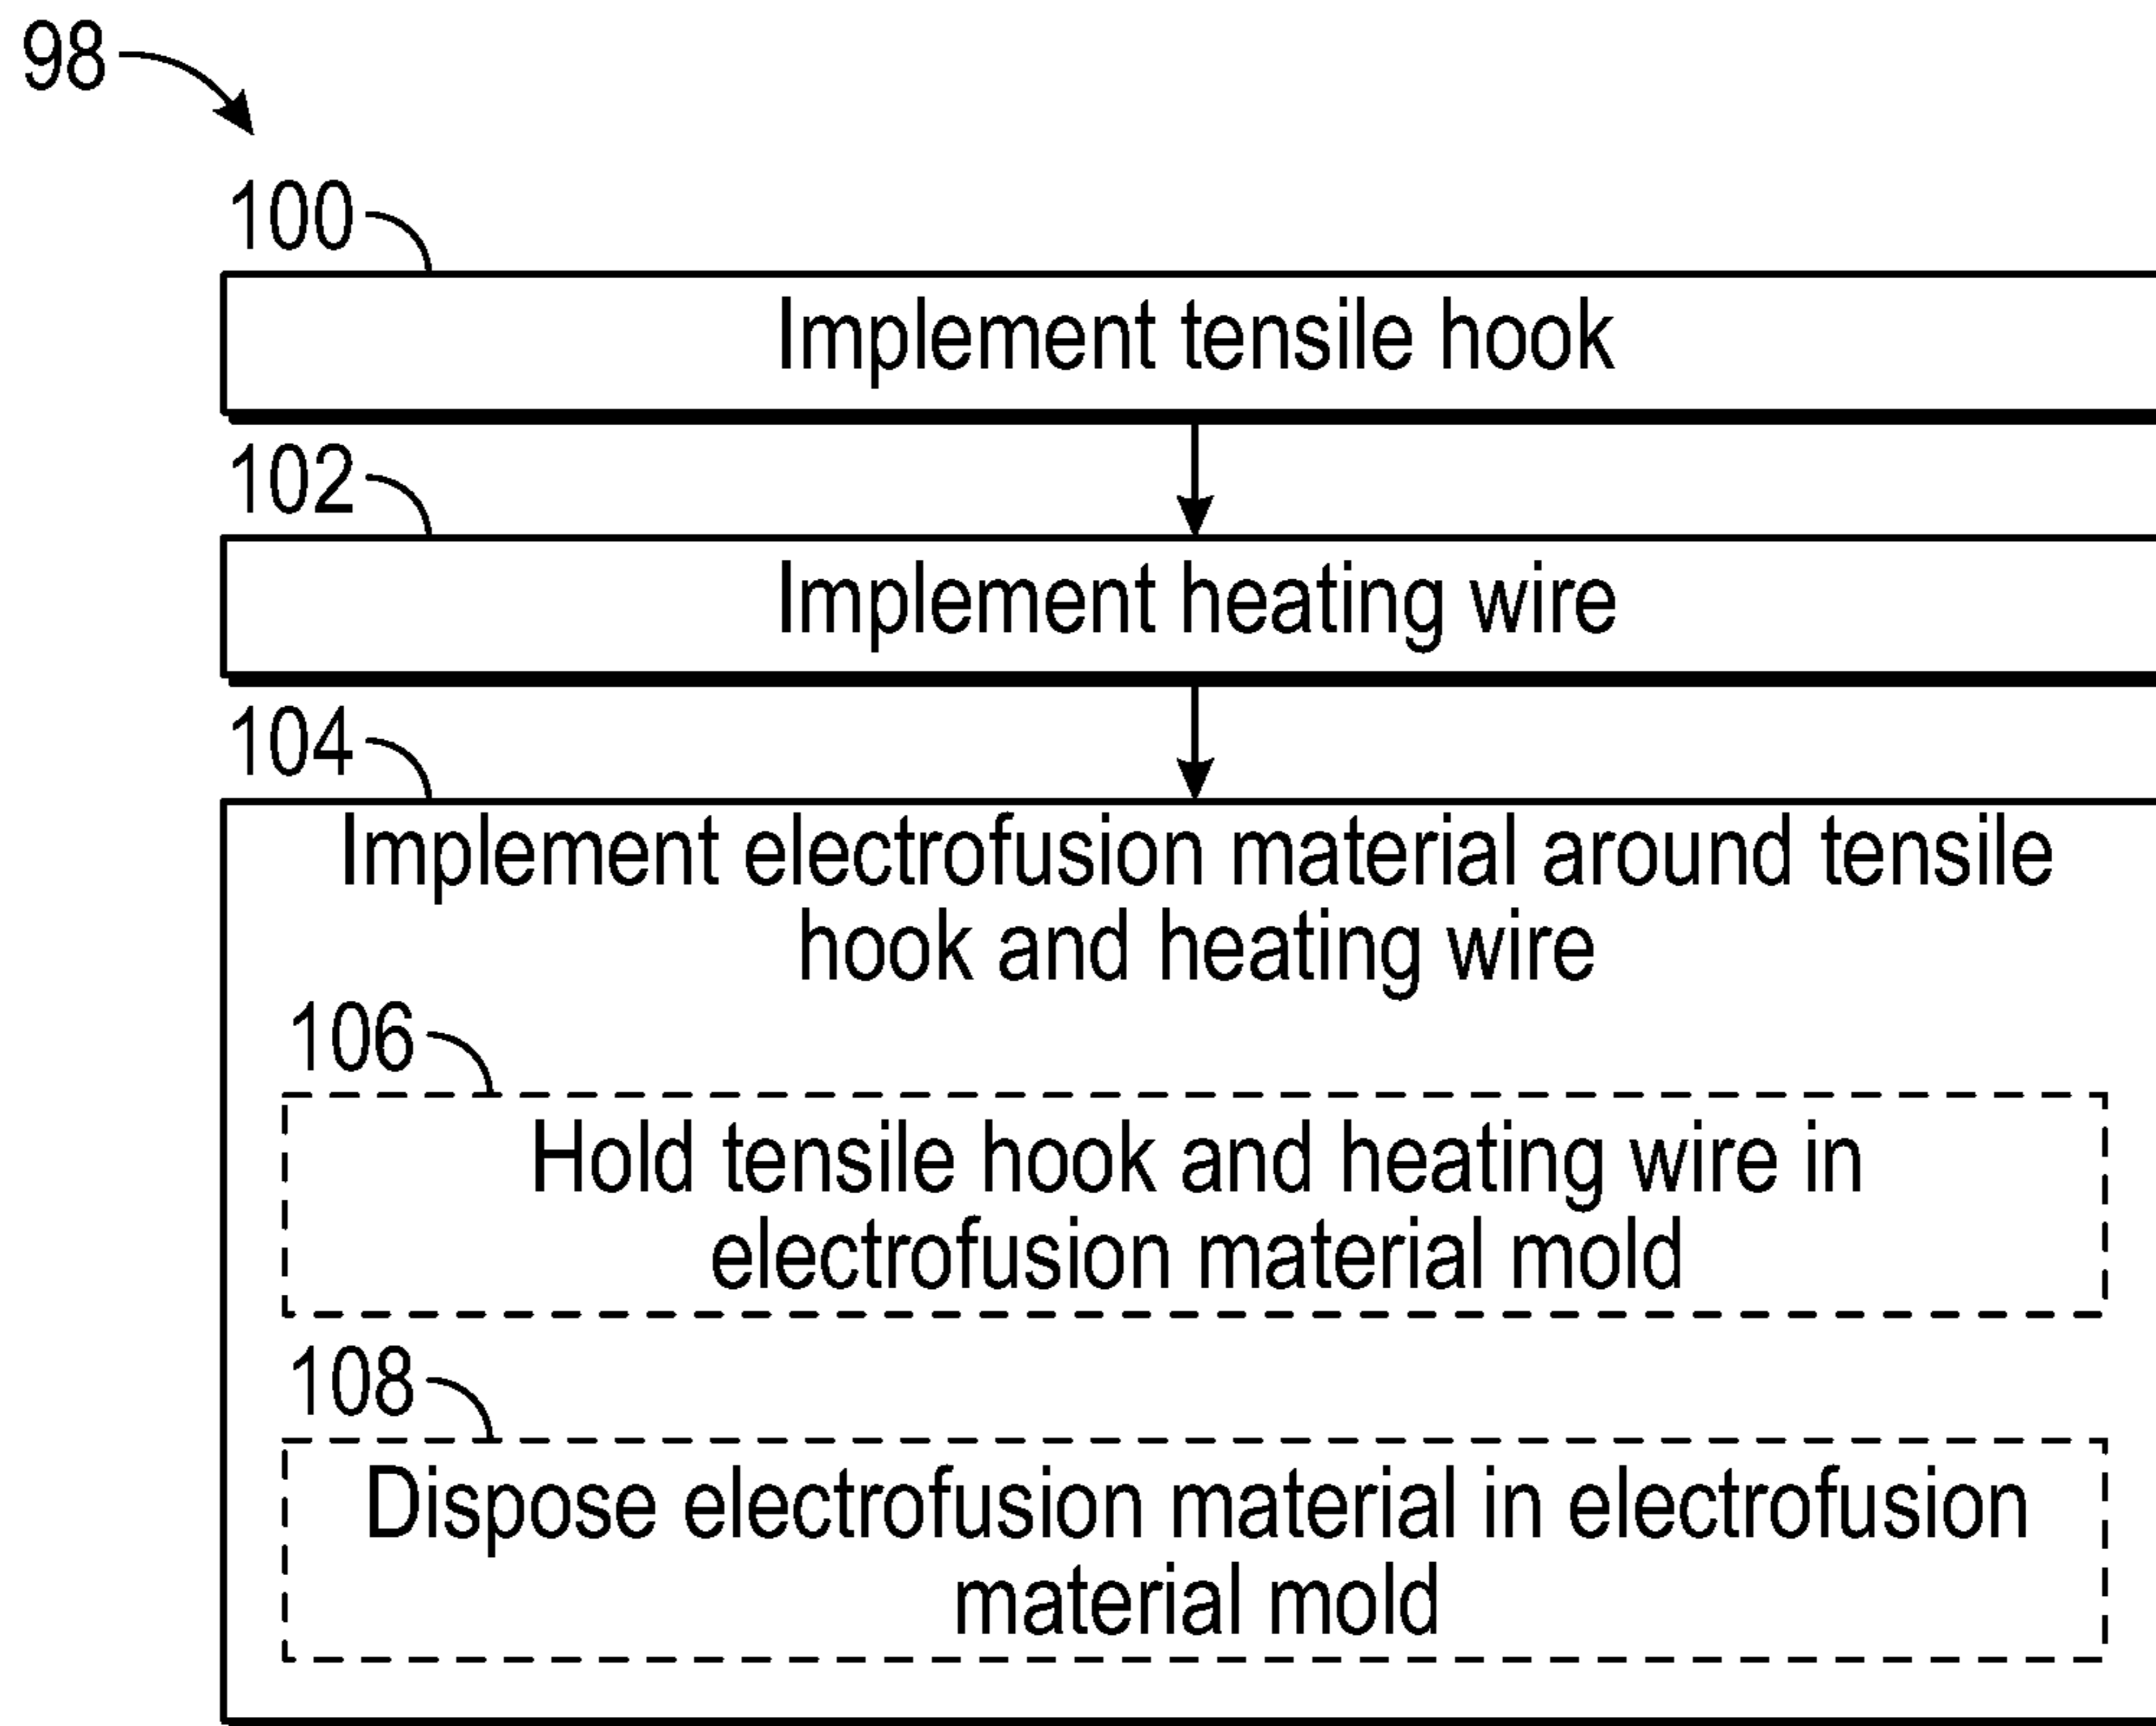 98
100
Implement tensile hook
102
Implement heating wire
104
Implement electrofusion material around tensile
hook and heating wire
106
Hold tensile hook and heating wire in
electrofusion material mold
108
Dispose electrofusion material in electrofusion
material mold